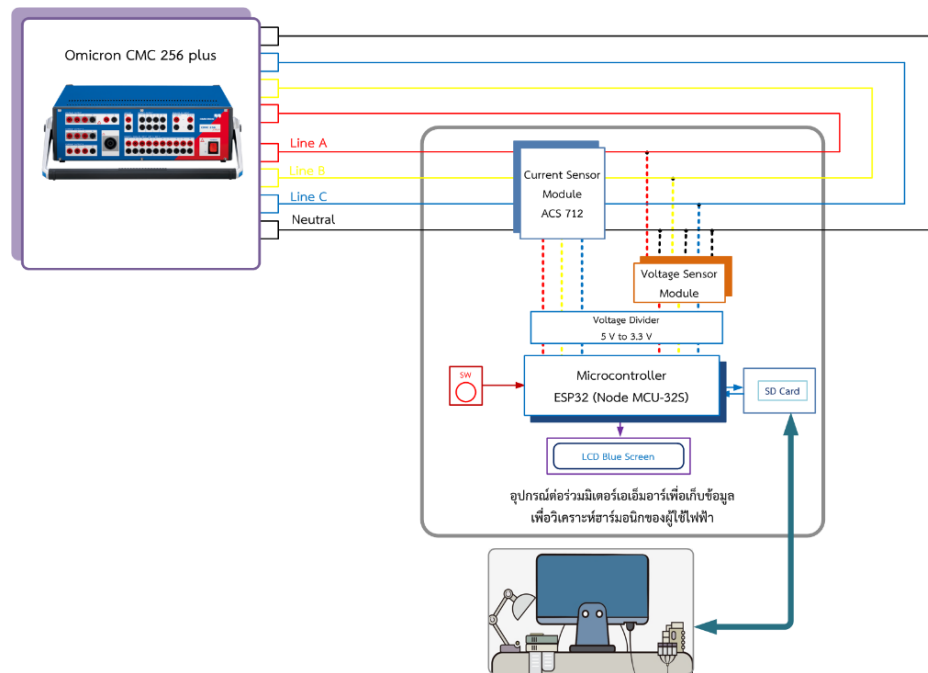 Omicron CMC 256 plus
Line A
Line B
Line C
Neutral
Current Sensor
Module
ACS 712
Voltage Sensor
Module
Voltage Divider
5 V to 3.3 V
SW
Microcontroller
ESP32 (Node MCU-32S)
SD Card
LCD Blue Screen
อุปกรณ์ต่อร่วมมิเตอร์เอเอ็มอาร์เพื่อเก็บข้อมูล
เพื่อวิเคราะห์ฮาร์มอนิกของผู้ใช้ไฟฟ้า